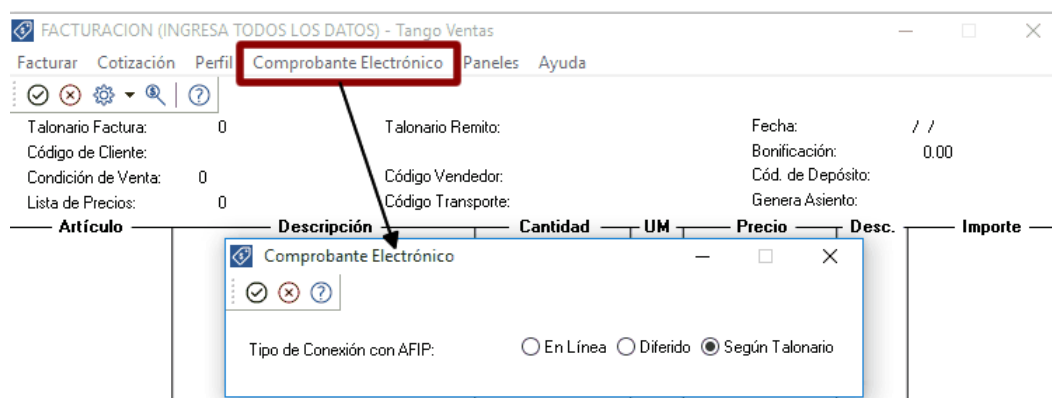 FACTURACION (INGRESA TODOS LOS DATOS) - Tango Ventas
Facturar Cotización Perfil Comprobante Electrónico Paneles Ayuda
Talonario Factura: 0 Talonario Remito: Fecha: / /
Código de Cliente: Bonificación: 0.00
Condición de Venta: 0 Código Vendedor: Cód. de Depósito:
Lista de Precios: 0 Código Transporte: Genera Asiento:
Artículo Descripción Cantidad UM Precio Desc. Importe
Comprobante Electrónico
Tipo de Conexión con AFIP: En Línea Diferido Según Talonario